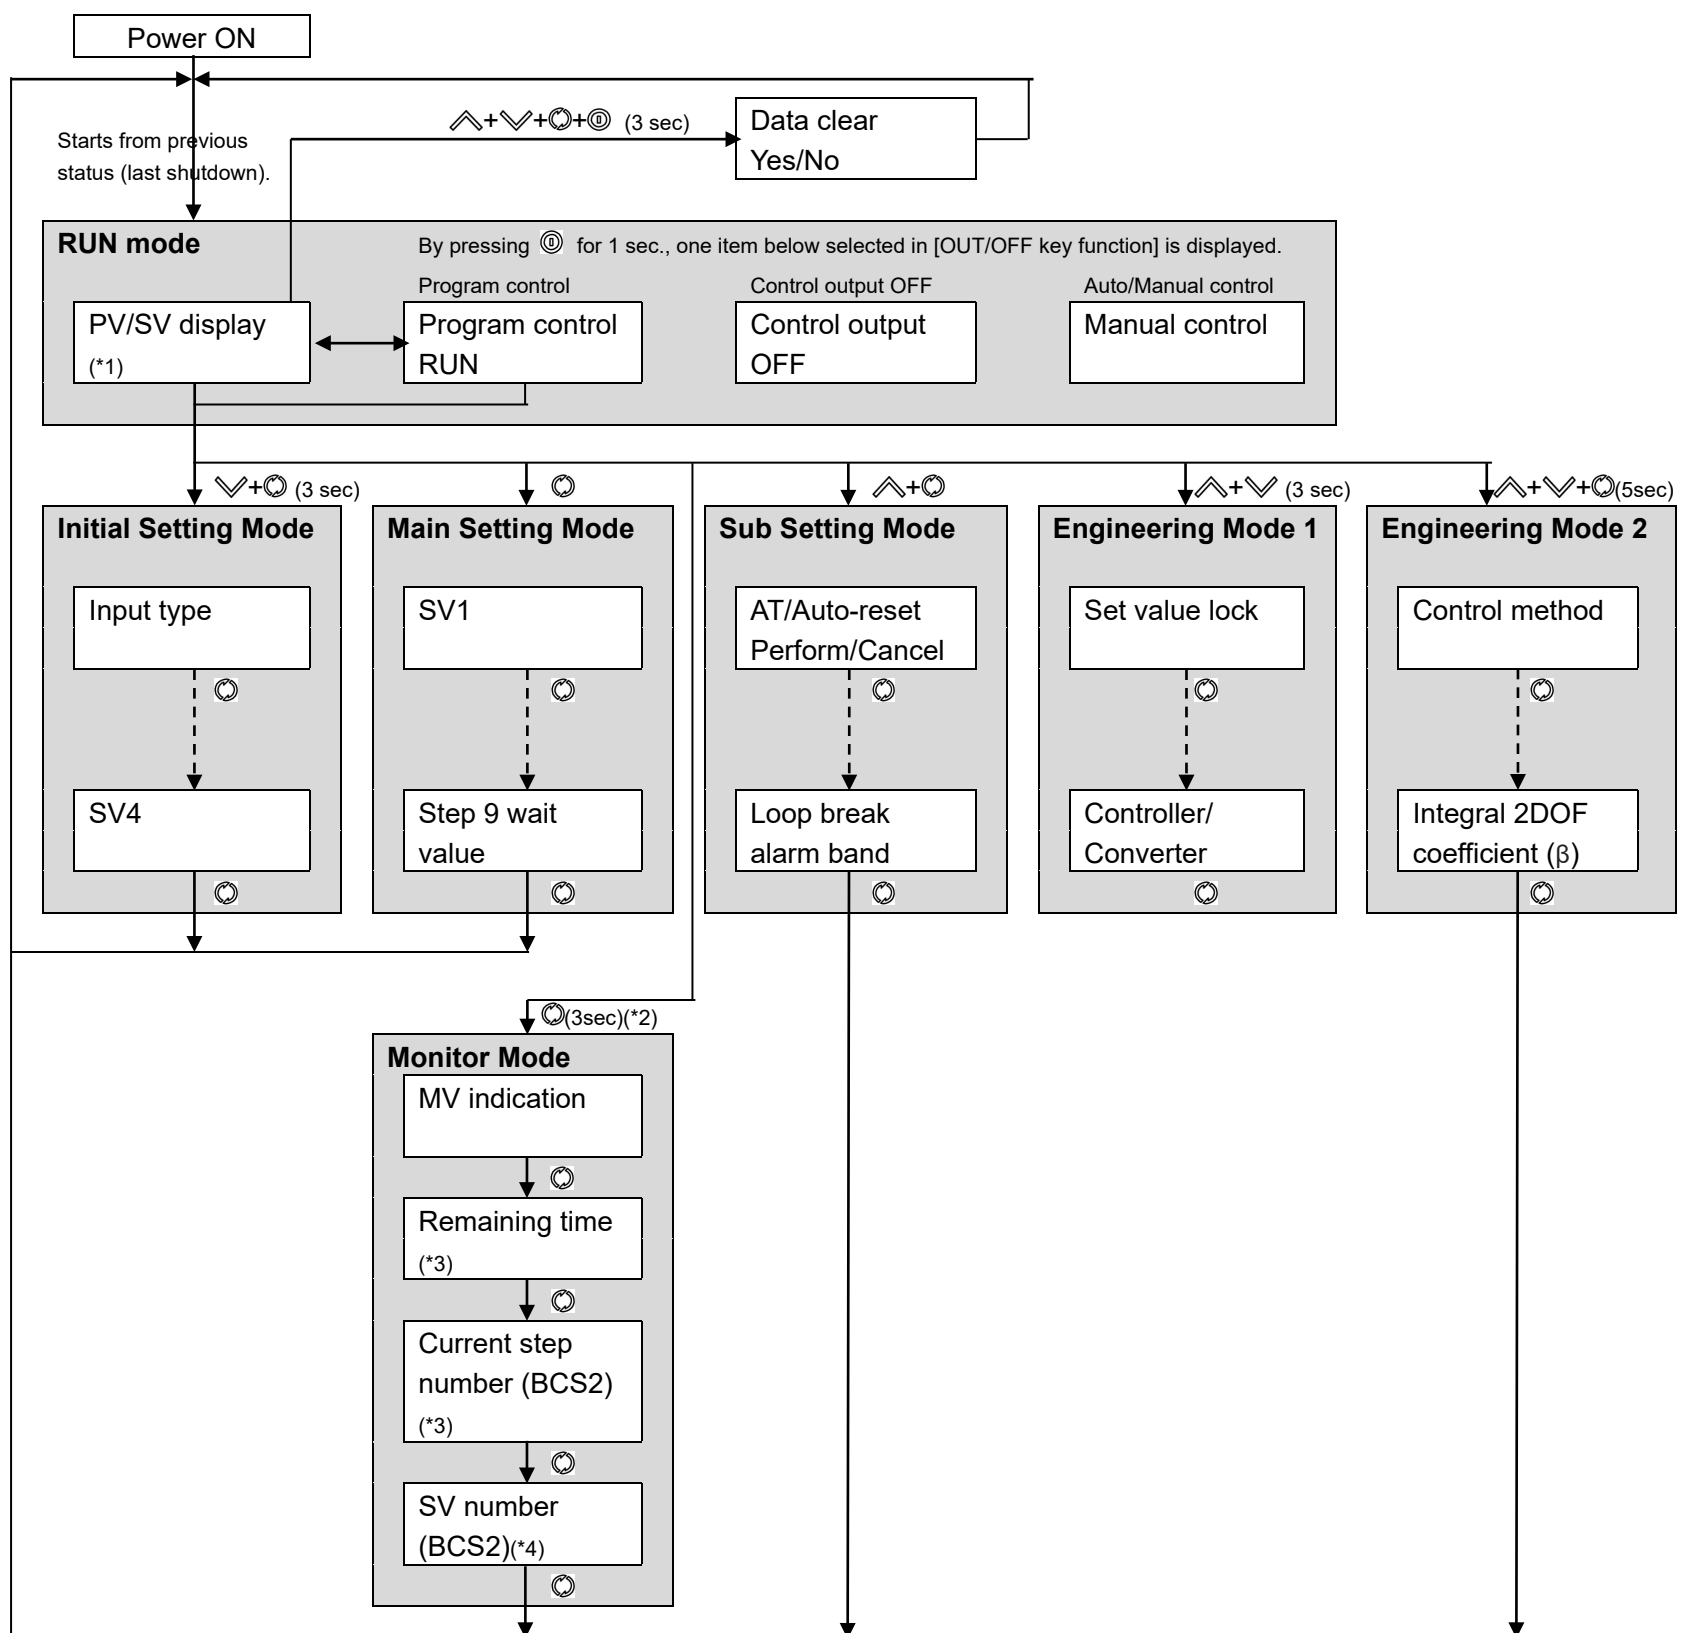 Power ON
Starts from previous
status (last shutdown).
+ + + (3 sec)
Data clear
Yes/No
RUN mode
By pressing for 1 sec., one item below selected in [OUT/OFF key function] is displayed.
Program control
Control output OFF
Auto/Manual control
PV/SV display
(*1)
Program control
RUN
Control output
OFF
Manual control
+ (3 sec)
+
+ (3 sec)
+ + (5sec)
Initial Setting Mode
Input type
SV4
Main Setting Mode
SV1
Step 9 wait
value
Sub Setting Mode
AT/Auto-reset
Perform/Cancel
Loop break
alarm band
Engineering Mode 1
Set value lock
Controller/
Converter
Engineering Mode 2
Control method
Integral 2DOF
coefficient (β)
(3sec)(*2)
Monitor Mode
MV indication
Remaining time
(*3)
Current step
number (BCS2)
(*3)
SV number
(BCS2)(*4)